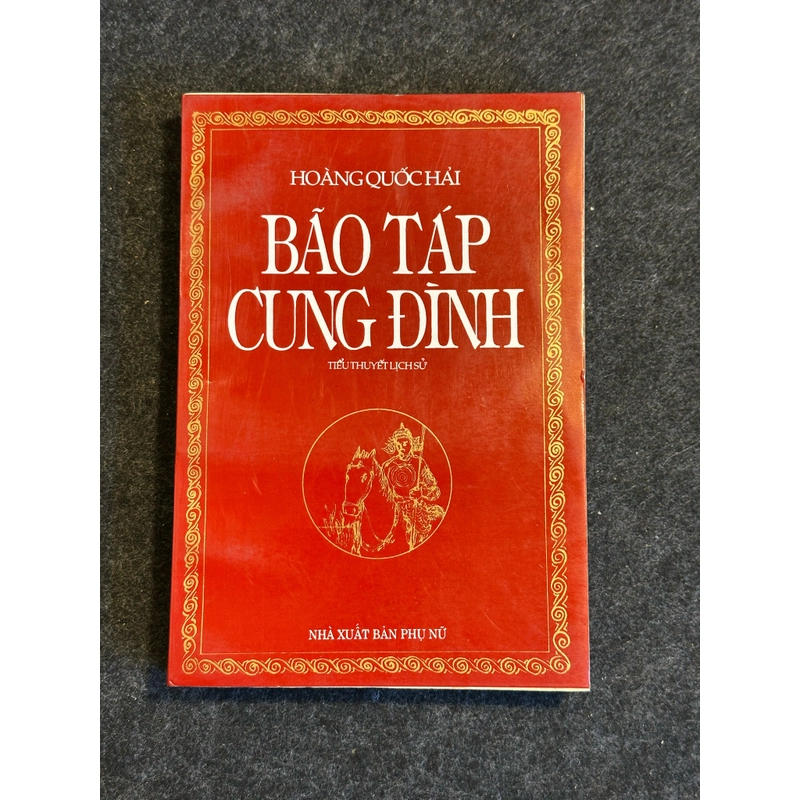 HOÀNG QUỐC HẢI
BÃO TÁP
CUNG ĐÌNH
TIỂU THUYẾT LỊCH SỬ
NHÀ XUẤT BẢN PHỤ NỮ